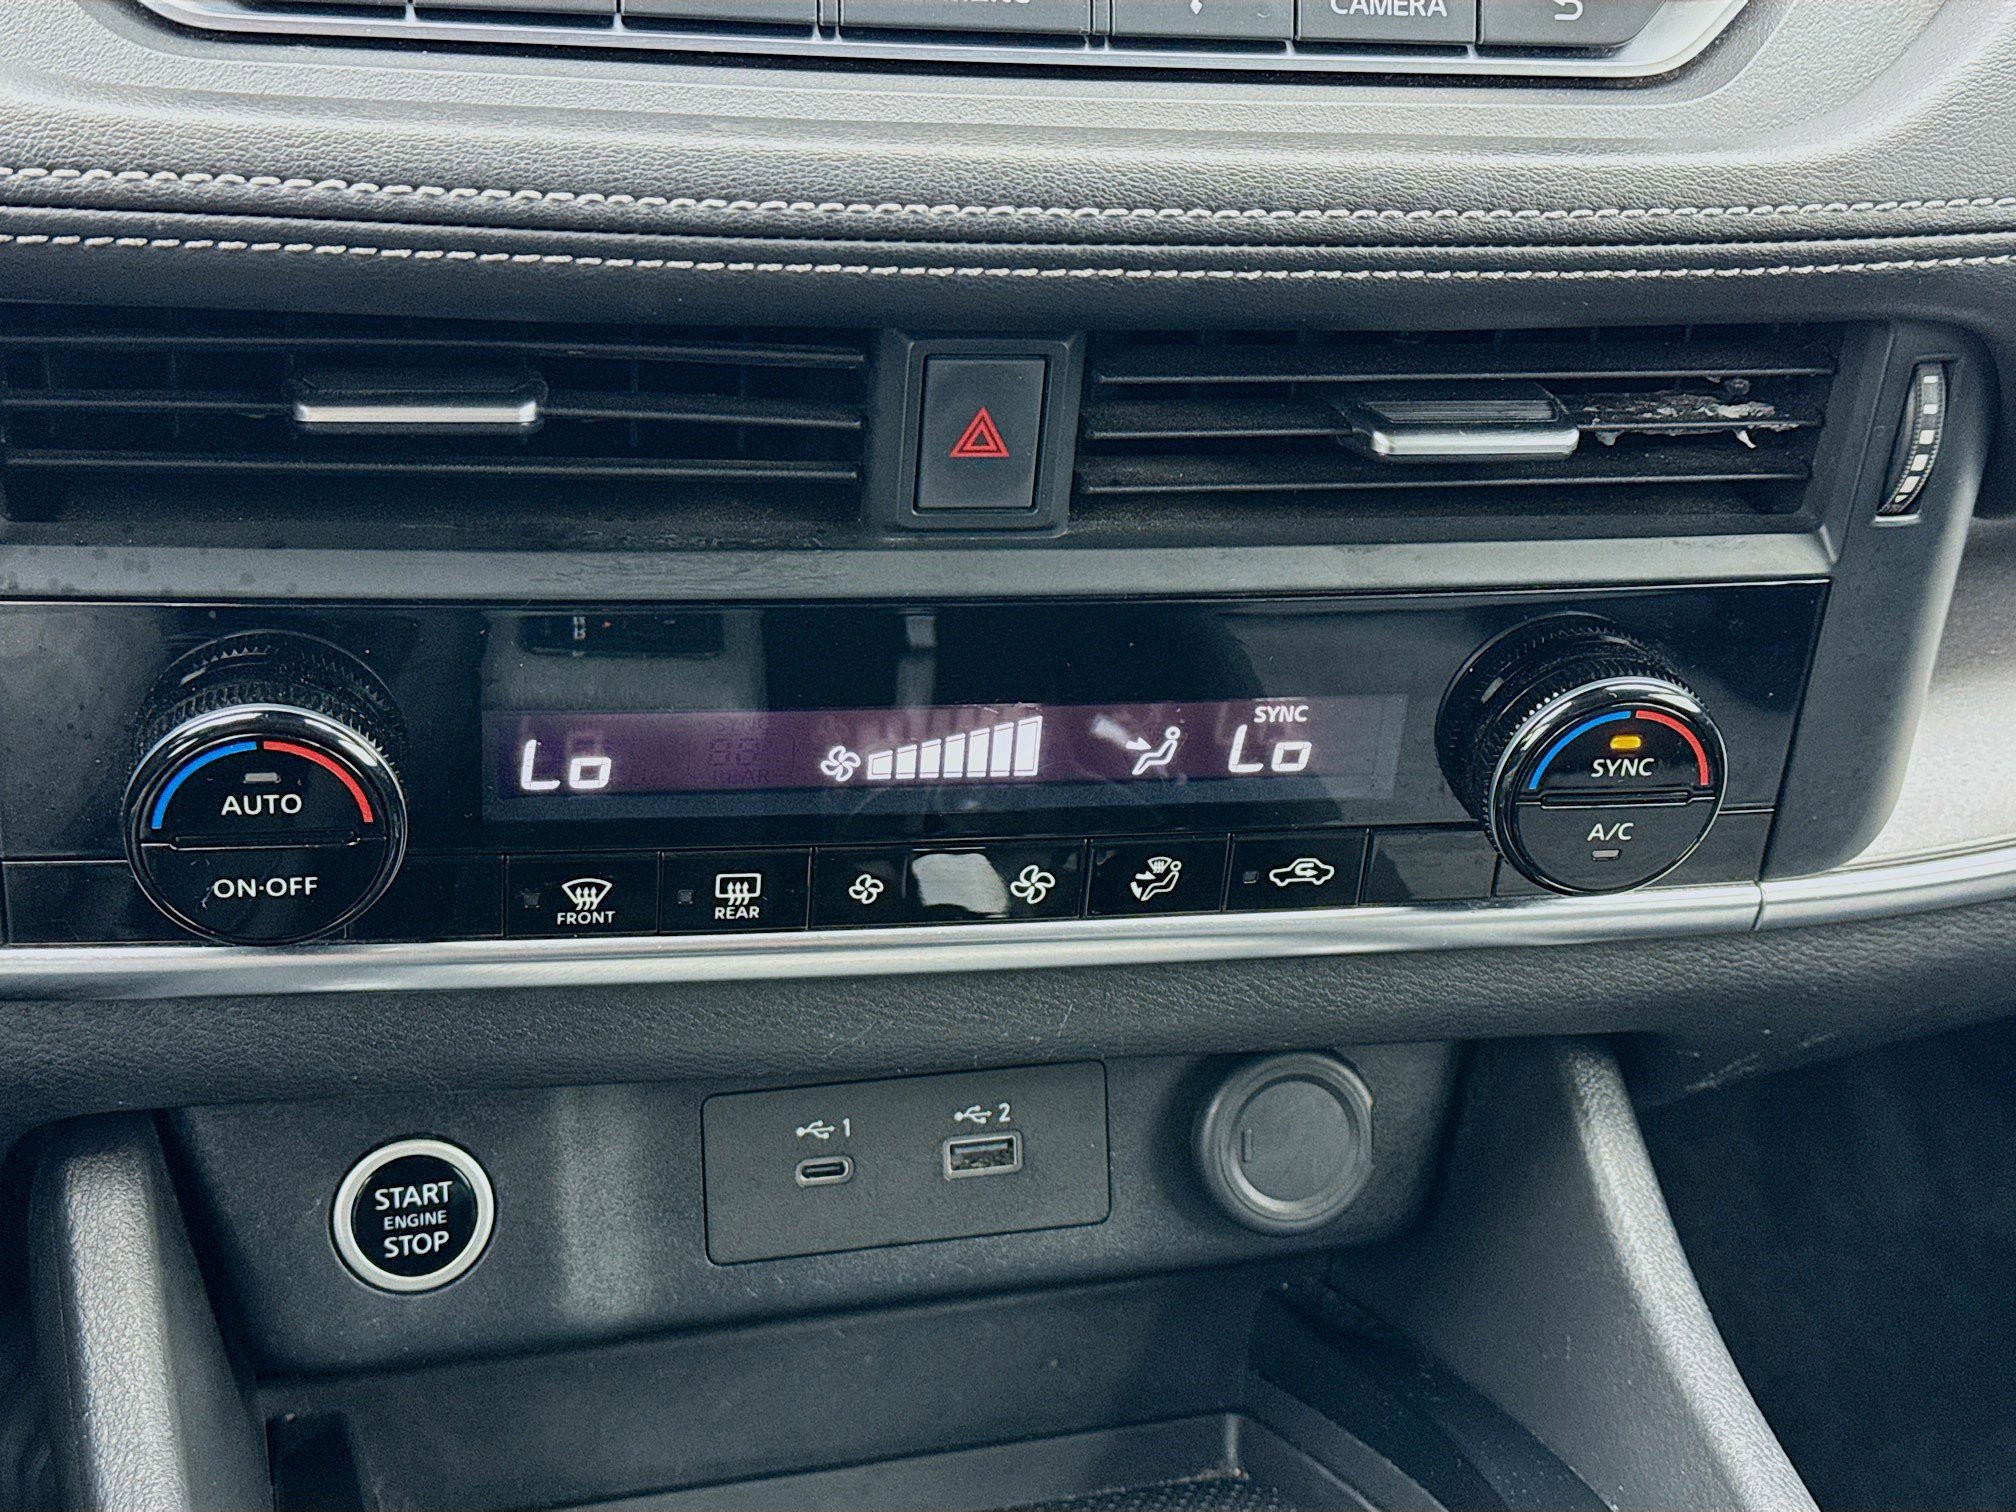 CAMERA
SYNC
Lo
Lo
AUTO
ON·OFF
SYNC
A/C
FRONT
REAR
1
2
START
ENGINE
STOP